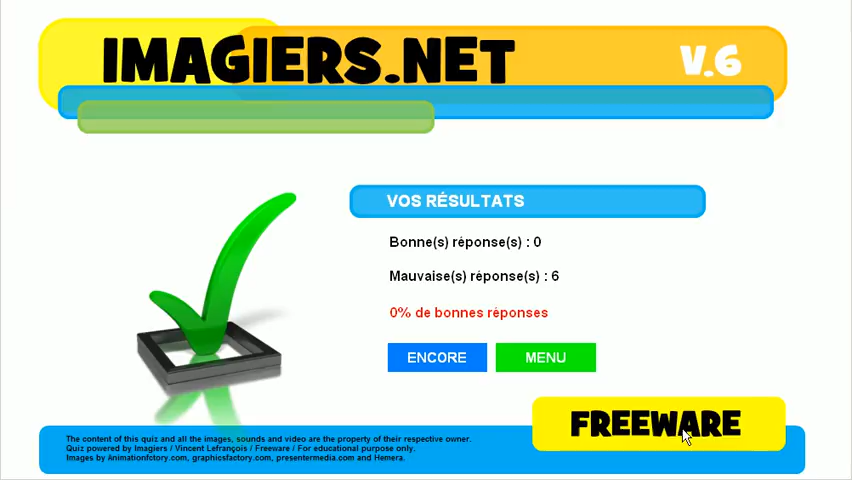 IMAGIERS.NET
V.6
VOS RÉSULTATS
Bonne(s) réponse(s) : 0
Mauvaise(s) réponse(s) : 6
0% de bonnes réponses
ENCORE
MENU
FREEWARE
The content of this quiz and all the images, sounds and video are the property of their respective owner.
Quiz powered by Imagiers / Vincent Lefrançois / Freeware / For educational purpose only.
Images by Animationfctory.com, graphicsfactory.com, presentermedia.com and Hemera.